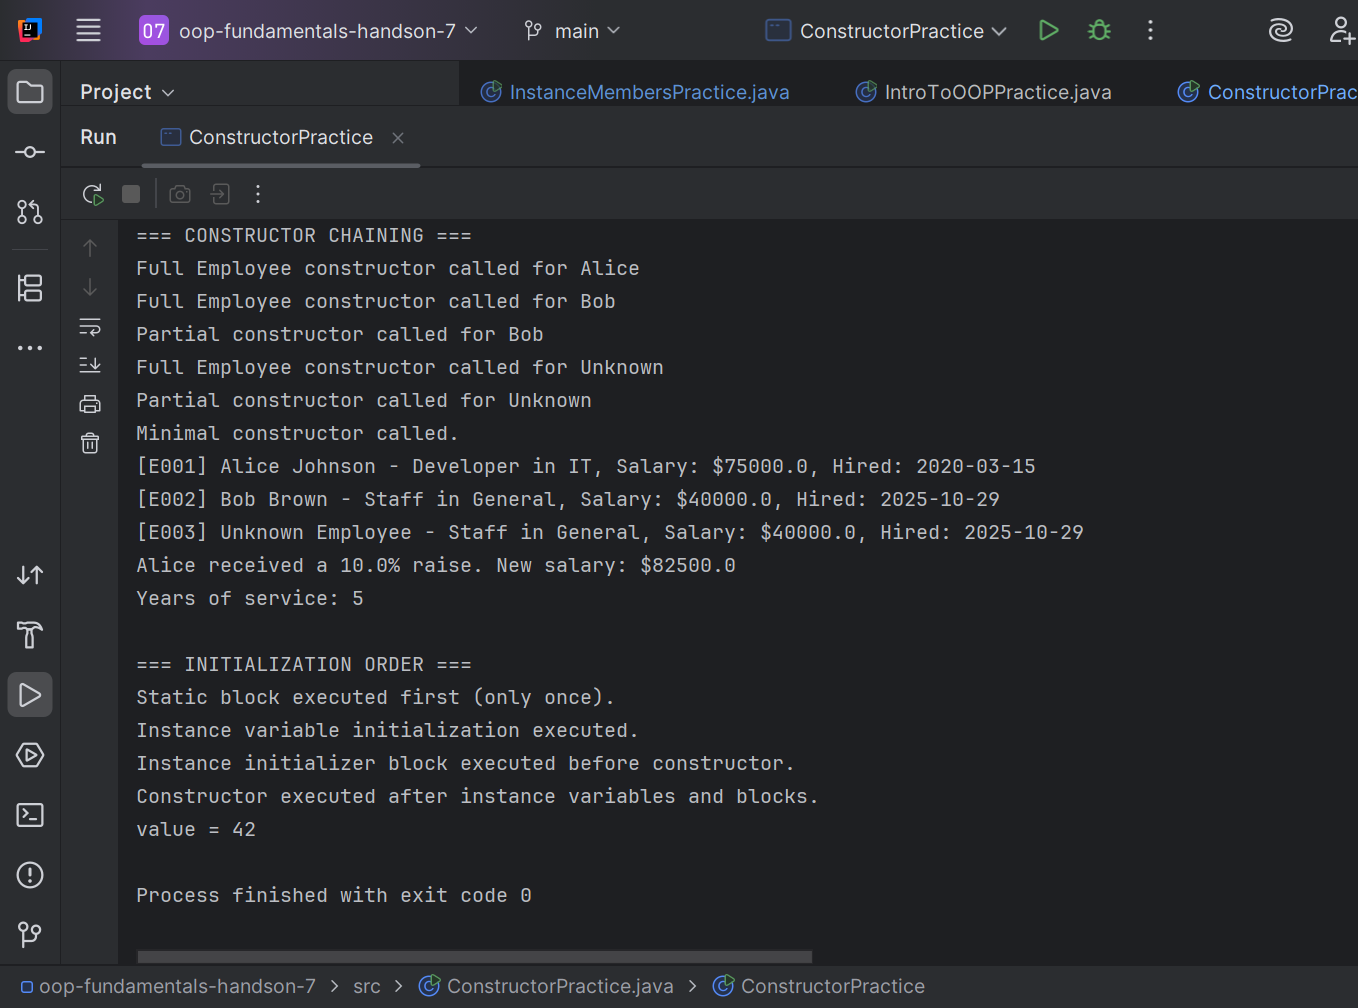 07 oop-fundamentals-handson-7 main ConstructorPractice
Project InstanceMembersPractice.java IntroToOOPPractice.java ConstructorPrac
Run ConstructorPractice
=== CONSTRUCTOR CHAINING ===
Full Employee constructor called for Alice
Full Employee constructor called for Bob
Partial constructor called for Bob
Full Employee constructor called for Unknown
Partial constructor called for Unknown
Minimal constructor called.
[E001] Alice Johnson - Developer in IT, Salary: $75000.0, Hired: 2020-03-15
[E002] Bob Brown - Staff in General, Salary: $40000.0, Hired: 2025-10-29
[E003] Unknown Employee - Staff in General, Salary: $40000.0, Hired: 2025-10-29
Alice received a 10.0% raise. New salary: $82500.0
Years of service: 5
=== INITIALIZATION ORDER ===
Static block executed first (only once).
Instance variable initialization executed.
Instance initializer block executed before constructor.
Constructor executed after instance variables and blocks.
value = 42
Process finished with exit code 0
oop-fundamentals-handson-7 > src > ConstructorPractice.java > ConstructorPractice